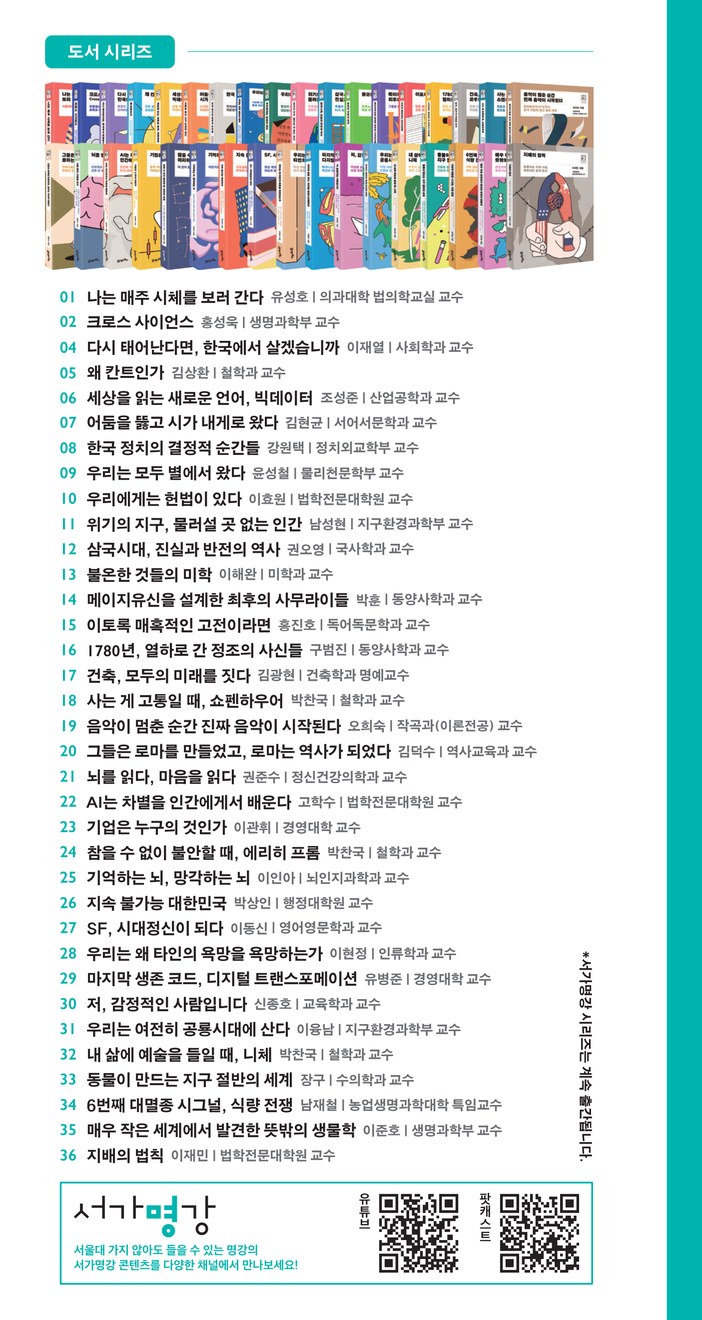 도서 시리즈
01 나는 매주 시체를 보러 간다 유성호 | 의과대학 법의학교실 교수
02 크로스 사이언스 홍성욱 | 생명과학부 교수
04 다시 태어난다면, 한국에서 살겠습니까 이재열 | 사회학과 교수
05 왜 칸트인가 김상환 | 철학과 교수
06 세상을 읽는 새로운 언어, 빅데이터 조성준 | 산업공학과 교수
07 어둠을 뚫고 시가 내게로 왔다 김현균 | 서어서문학과 교수
08 한국 정치의 결정적 순간들 강원택 | 정치외교학부 교수
09 우리는 모두 별에서 왔다 윤성철 | 물리천문학부 교수
10 우리에게는 헌법이 있다 이효원 | 법학전문대학원 교수
11 위기의 지구, 물러설 곳 없는 인간 남성현 | 지구환경과학부 교수
12 삼국시대, 진실과 반전의 역사 권오영 | 국사학과 교수
13 불온한 것들의 미학 이해완 | 미학과 교수
14 메이지유신을 설계한 최후의 사무라이들 박훈 | 동양사학과 교수
15 이토록 매혹적인 고전이라면 홍진호 | 독어독문학과 교수
16 1780년, 열하로 간 정조의 사신들 구범진 | 동양사학과 교수
17 건축, 모두의 미래를 짓다 김광현 | 건축학과 명예교수
18 사는 게 고통일 때, 쇼펜하우어 박찬국 | 철학과 교수
19 음악이 멈춘 순간 진짜 음악이 시작된다 오희숙 | 작곡과(이론전공) 교수
20 그들은 로마를 만들었고, 로마는 역사가 되었다 김덕수 | 역사교육과 교수
21 뇌를 읽다, 마음을 읽다 권준수 | 정신건강의학과 교수
22 AI는 차별을 인간에게서 배운다 고학수 | 법학전문대학원 교수
23 기업은 누구의 것인가 이관휘 | 경영대학 교수
24 참을 수 없이 불안할 때, 에리히 프롬 박찬국 | 철학과 교수
25 기억하는 뇌, 망각하는 뇌 이인아 | 뇌인지과학과 교수
26 지속 불가능 대한민국 박상인 | 행정대학원 교수
27 SF, 시대정신이 되다 이동신 | 영어영문학과 교수
28 우리는 왜 타인의 욕망을 욕망하는가 이현정 | 인류학과 교수
29 마지막 생존 코드, 디지털 트랜스포메이션 유병준 | 경영대학 교수
30 저, 감정적인 사람입니다 신종호 | 교육학과 교수
31 우리는 여전히 공룡시대에 산다 이융남 | 지구환경과학부 교수
32 내 삶에 예술을 들일 때, 니체 박찬국 | 철학과 교수
33 동물이 만드는 지구 절반의 세계 장구 | 수의학과 교수
34 6번째 대멸종 시그널, 식량 전쟁 남재철 | 농업생명과학대학 특임교수
35 매우 작은 세계에서 발견한 뜻밖의 생물학 이준호 | 생명과학부 교수
36 지배의 법칙 이재민 | 법학전문대학원 교수
*서가명강 시리즈는 계속 출간됩니다.
서가명강
서울대 가지 않아도 들을 수 있는 명강의
서가명강 콘텐츠를 다양한 채널에서 만나보세요!
유튜브
팟캐스트